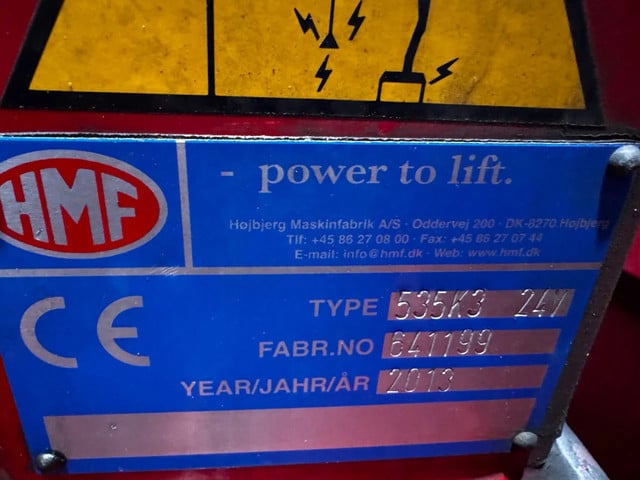 HMF
- power to lift.
Højbjerg Maskinfabrik A/S · Oddervej 200 · DK-8270 Højbjerg
Tlf: +45 86 27 08 00 · Fax: +45 86 27 07 44
E-mail: info@hmf.dk · Web: www.hmf.dk
CE
TYPE 535K3 24V
FABR.NO 641199
YEAR/JAHR/ÅR 2013